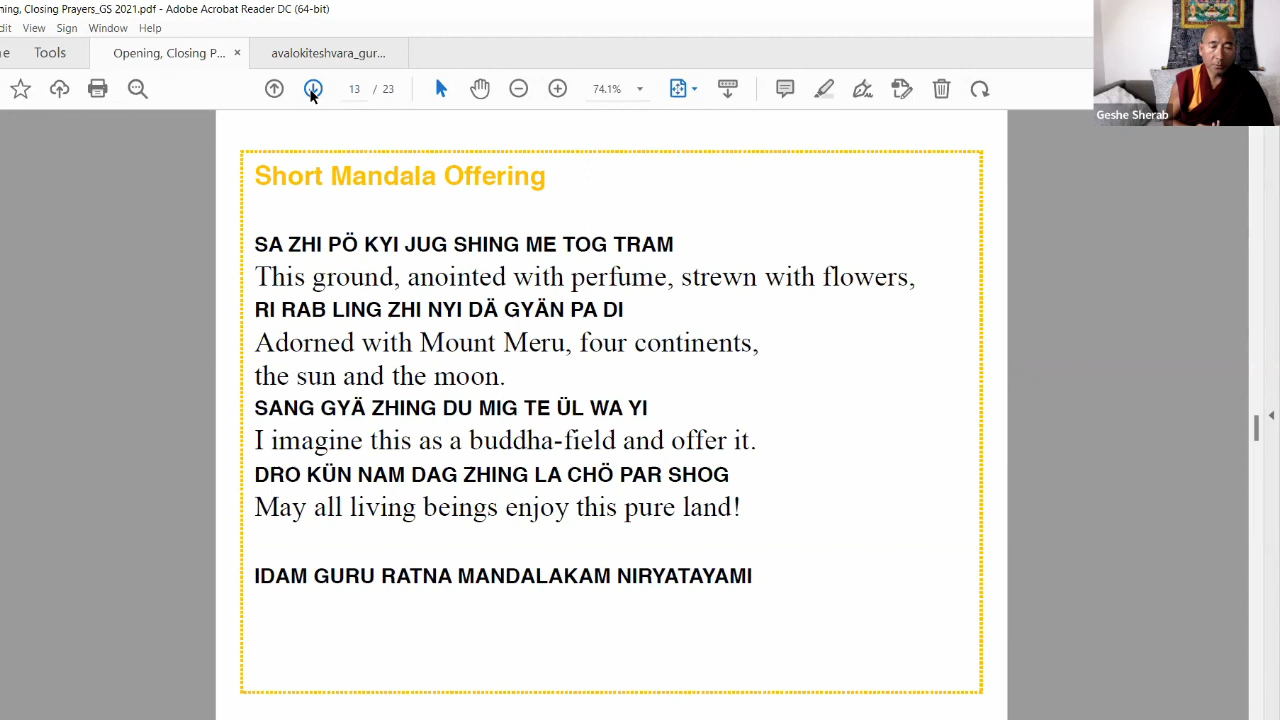 ning, Closing Prayers_GS 2021.pdf - Adobe Acrobat Reader DC (64-bit)
dit View Sign Window Help
e Tools Opening, Closing P... × avalokiteshvara_gur...
13 / 23 74.1%
Geshe Sherab
Short Mandala Offering
SA ZHI PÖ KYI JUG SHING ME TOG TRAM
This ground, anointed with perfume, strewn with flowers,
RI RAB LING ZHI NYI DÄ GYÄN PA DI
Adorned with Mount Meru, four continents,
the sun and the moon.
SANG GYÄ ZHING DU MIG TE ÜL WA YI
I imagine this as a buddha-field and offer it.
DRO KÜN NAM DAG ZHING LA CHÖ PAR SHOG
May all living beings enjoy this pure land!
IDAM GURU RATNA MANDALAKAM NIRYATAYAMI